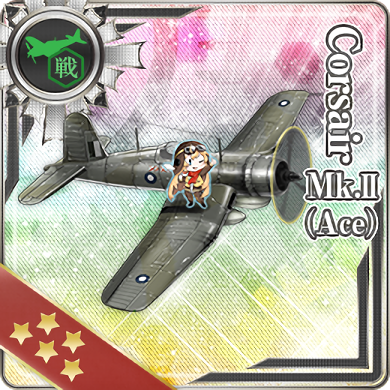 戦
Corsair
Mk.Ⅱ
(Ace)